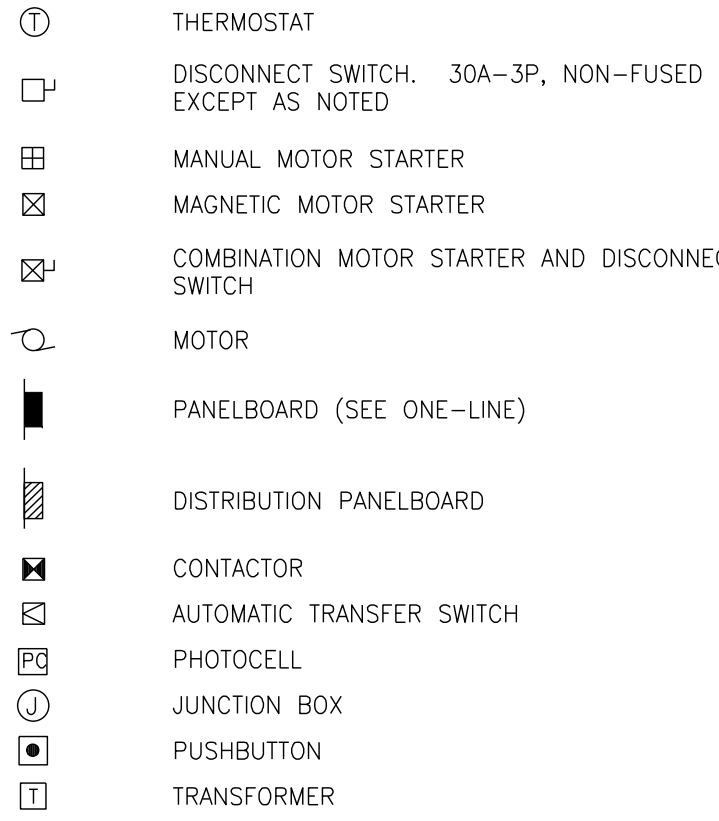 T THERMOSTAT
DISCONNECT SWITCH. 30A-3P, NON-FUSED
EXCEPT AS NOTED
MANUAL MOTOR STARTER
MAGNETIC MOTOR STARTER
COMBINATION MOTOR STARTER AND DISCONNEC
SWITCH
MOTOR
PANELBOARD (SEE ONE-LINE)
DISTRIBUTION PANELBOARD
CONTACTOR
AUTOMATIC TRANSFER SWITCH
PC PHOTOCELL
J JUNCTION BOX
PUSHBUTTON
T TRANSFORMER